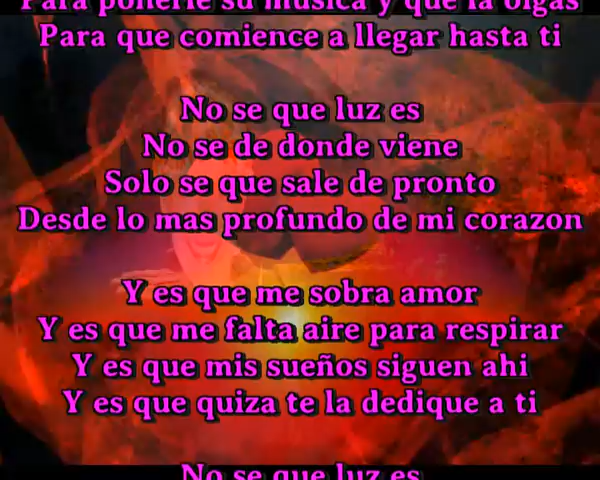 Para ponerle su musica y que la oigas
Para que comience a llegar hasta ti
No se que luz es
No se de donde viene
Solo se que sale de pronto
Desde lo mas profundo de mi corazon
Y es que me sobra amor
Y es que me falta aire para respirar
Y es que mis sueños siguen ahi
Y es que quiza te la dedique a ti
No se que luz es